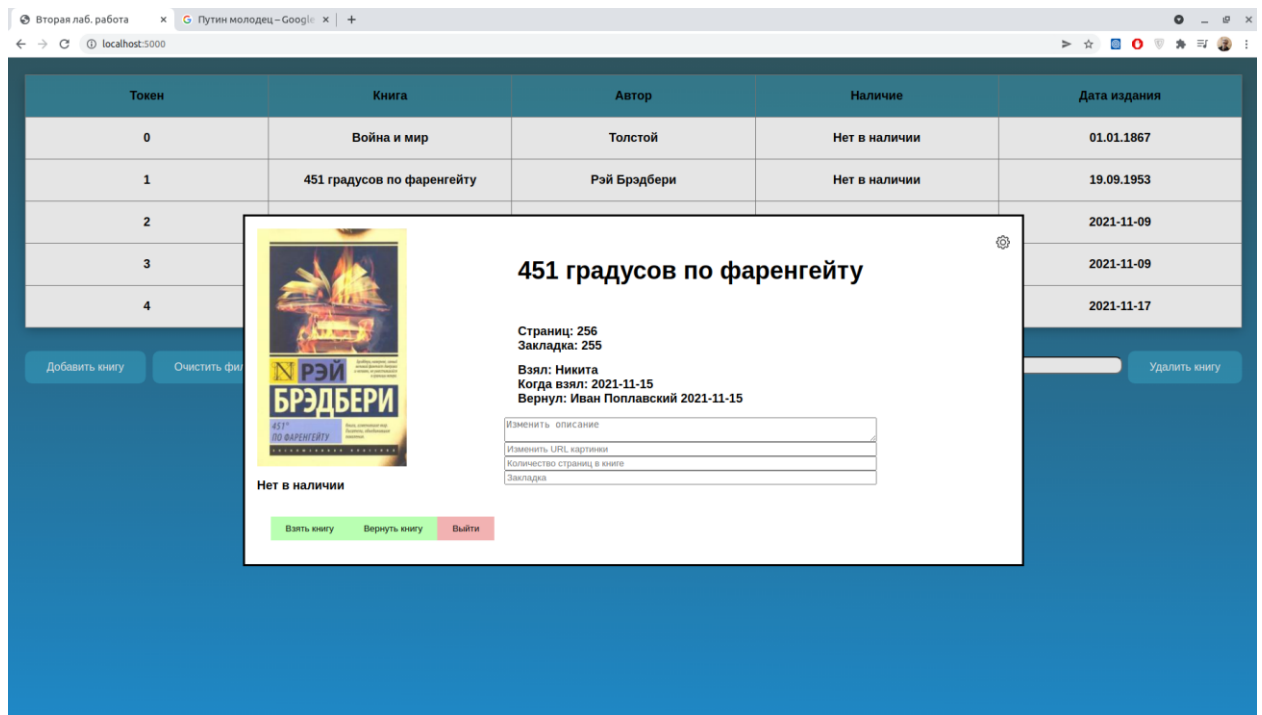 Вторая лаб. работа
Путин молодец – Google
localhost:5000
Токен Книга Автор Наличие Дата издания
0 Война и мир Толстой Нет в наличии 01.01.1867
1 451 градусов по фаренгейту Рэй Брэдбери Нет в наличии 19.09.1953
2 2021-11-09
3 2021-11-09
4 2021-11-17
Добавить книгу Очистить фил Удалить книгу
451 градусов по фаренгейту
Страниц: 256
Закладка: 255
Взял: Никита
Когда взял: 2021-11-15
Вернул: Иван Поплавский 2021-11-15
Изменить описание
Изменить URL картинки
Количество страниц в книге
Закладка
N РЭЙ
БРЭДБЕРИ
451°
ПО ФАРЕНГЕЙТУ
Нет в наличии
Взять книгу Вернуть книгу Выйти